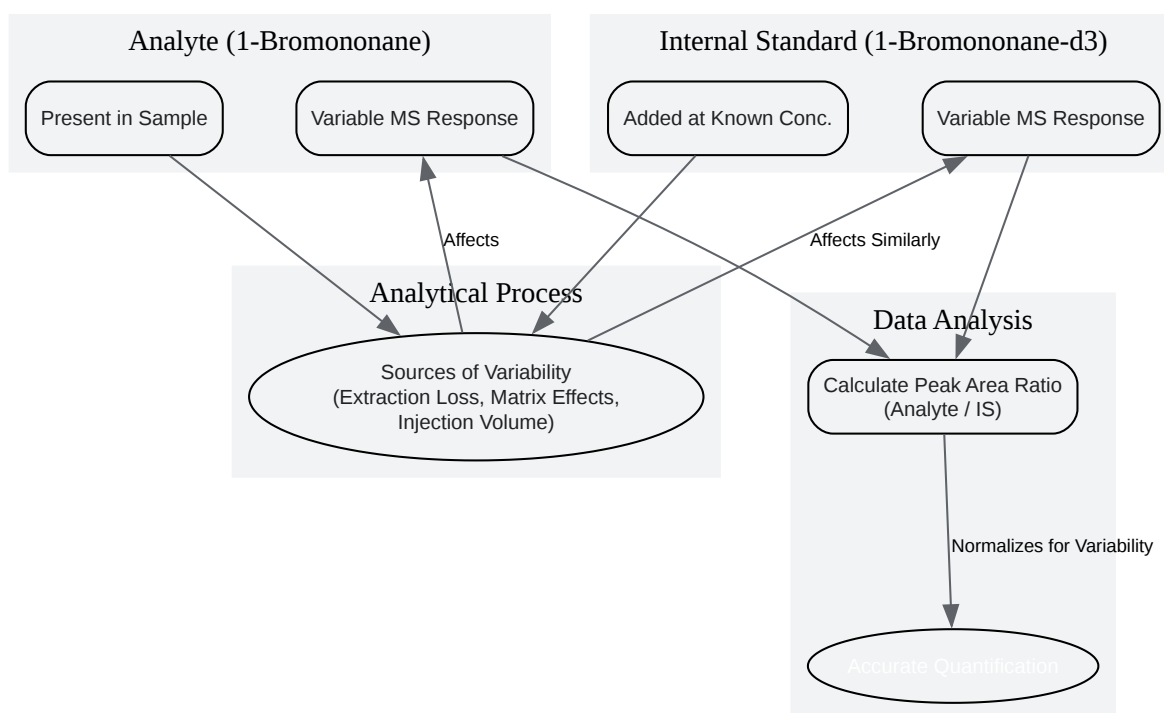 Analyte (1-Bromononane)
Internal Standard (1-Bromononane-d3)
Present in Sample
Variable MS Response
Added at Known Conc.
Variable MS Response
Affects
Affects Similarly
Analytical Process
Sources of Variability
(Extraction Loss, Matrix Effects,
Injection Volume)
Data Analysis
Calculate Peak Area Ratio
(Analyte / IS)
Normalizes for Variability
Accurate Quantification